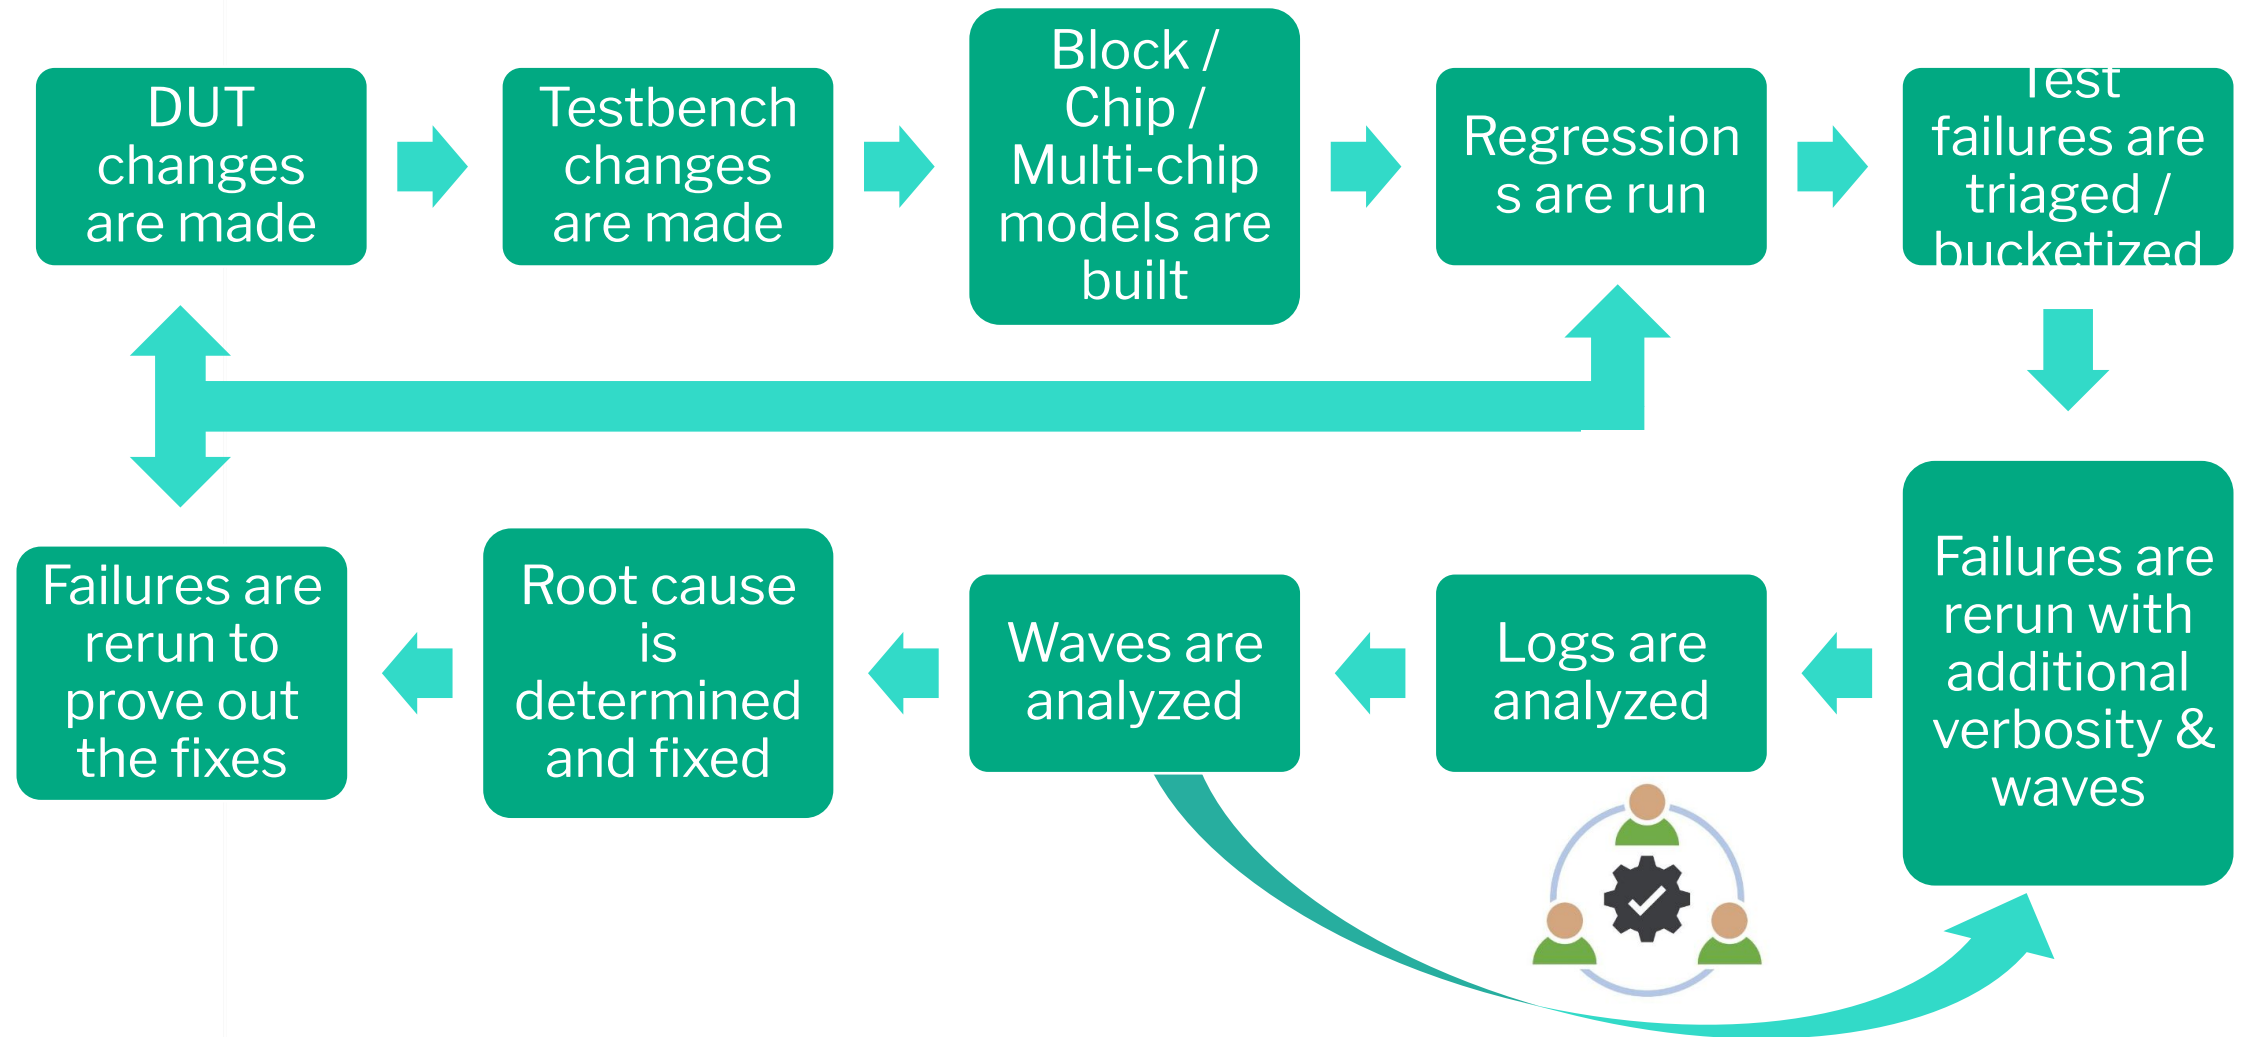 DUT
changes
are made
Testbench
changes
are made
Block /
Chip /
Multi-chip
models are
built
Regression
s are run
Test
failures are
triaged /
bucketized
Failures are
rerun to
prove out
the fixes
Root cause
is
determined
and fixed
Waves are
analyzed
Logs are
analyzed
Failures are
rerun with
additional
verbosity &
waves